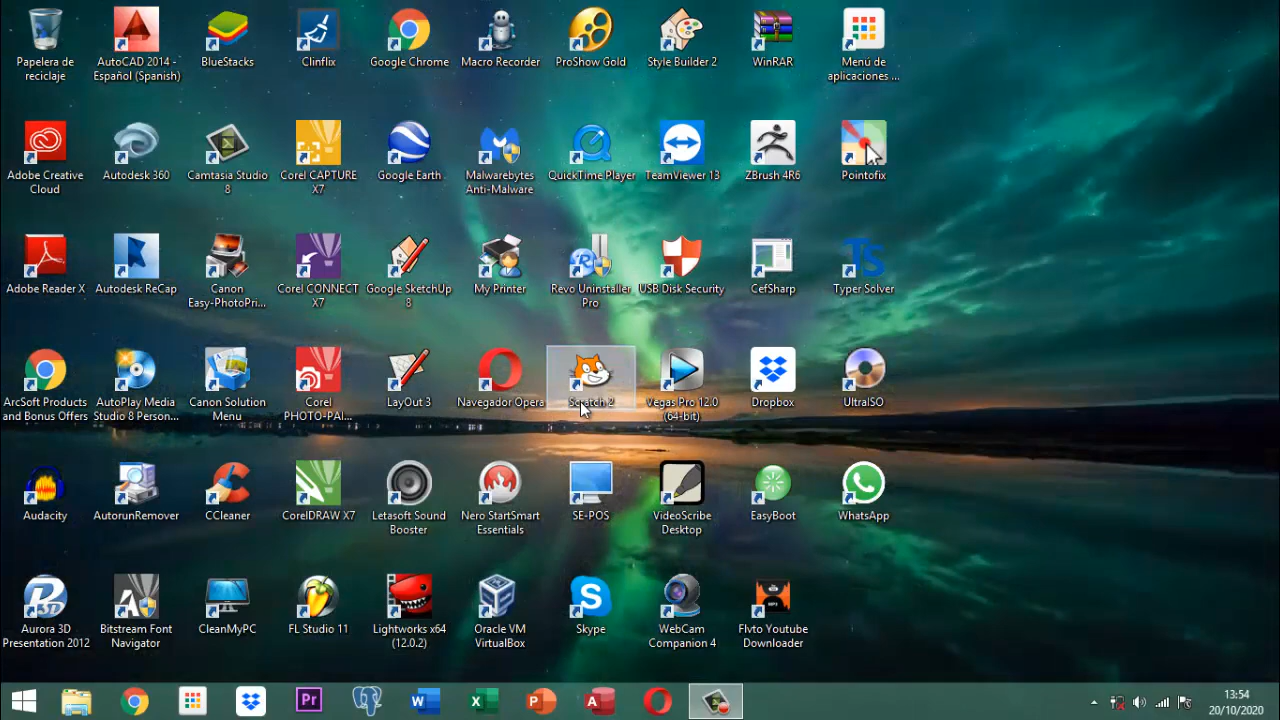 Papelera de
reciclaje
AutoCAD 2014 -
Español (Spanish)
BlueStacks
Clinflix
Google Chrome
Macro Recorder
ProShow Gold
Style Builder 2
WinRAR
Menú de
aplicaciones ...
Adobe Creative
Cloud
Autodesk 360
Camtasia Studio
8
Corel CAPTURE
X7
Google Earth
Malwarebytes
Anti-Malware
QuickTime Player
TeamViewer 13
ZBrush 4R6
Pointofix
Adobe Reader X
Autodesk ReCap
Canon
Easy-PhotoPri...
Corel CONNECT
X7
Google SketchUp
8
My Printer
Revo Uninstaller
Pro
USB Disk Security
CefSharp
TS
Typer Solver
ArcSoft Products
and Bonus Offers
AutoPlay Media
Studio 8 Person...
Canon Solution
Menu
Corel
PHOTO-PAI...
LayOut 3
Navegador Opera
Scratch 2
Vegas Pro 12.0
(64-bit)
Dropbox
UltraISO
Audacity
AutorunRemover
CCleaner
CorelDRAW X7
Letasoft Sound
Booster
Nero StartSmart
Essentials
SE-POS
VideoScribe
Desktop
EasyBoot
WhatsApp
Aurora 3D
Presentation 2012
Bitstream Font
Navigator
CleanMyPC
FL Studio 11
Lightworks x64
(12.0.2)
Oracle VM
VirtualBox
S
Skype
WebCam
Companion 4
Flvto Youtube
Downloader
Pr
W
X
P
A
13:54
20/10/2020